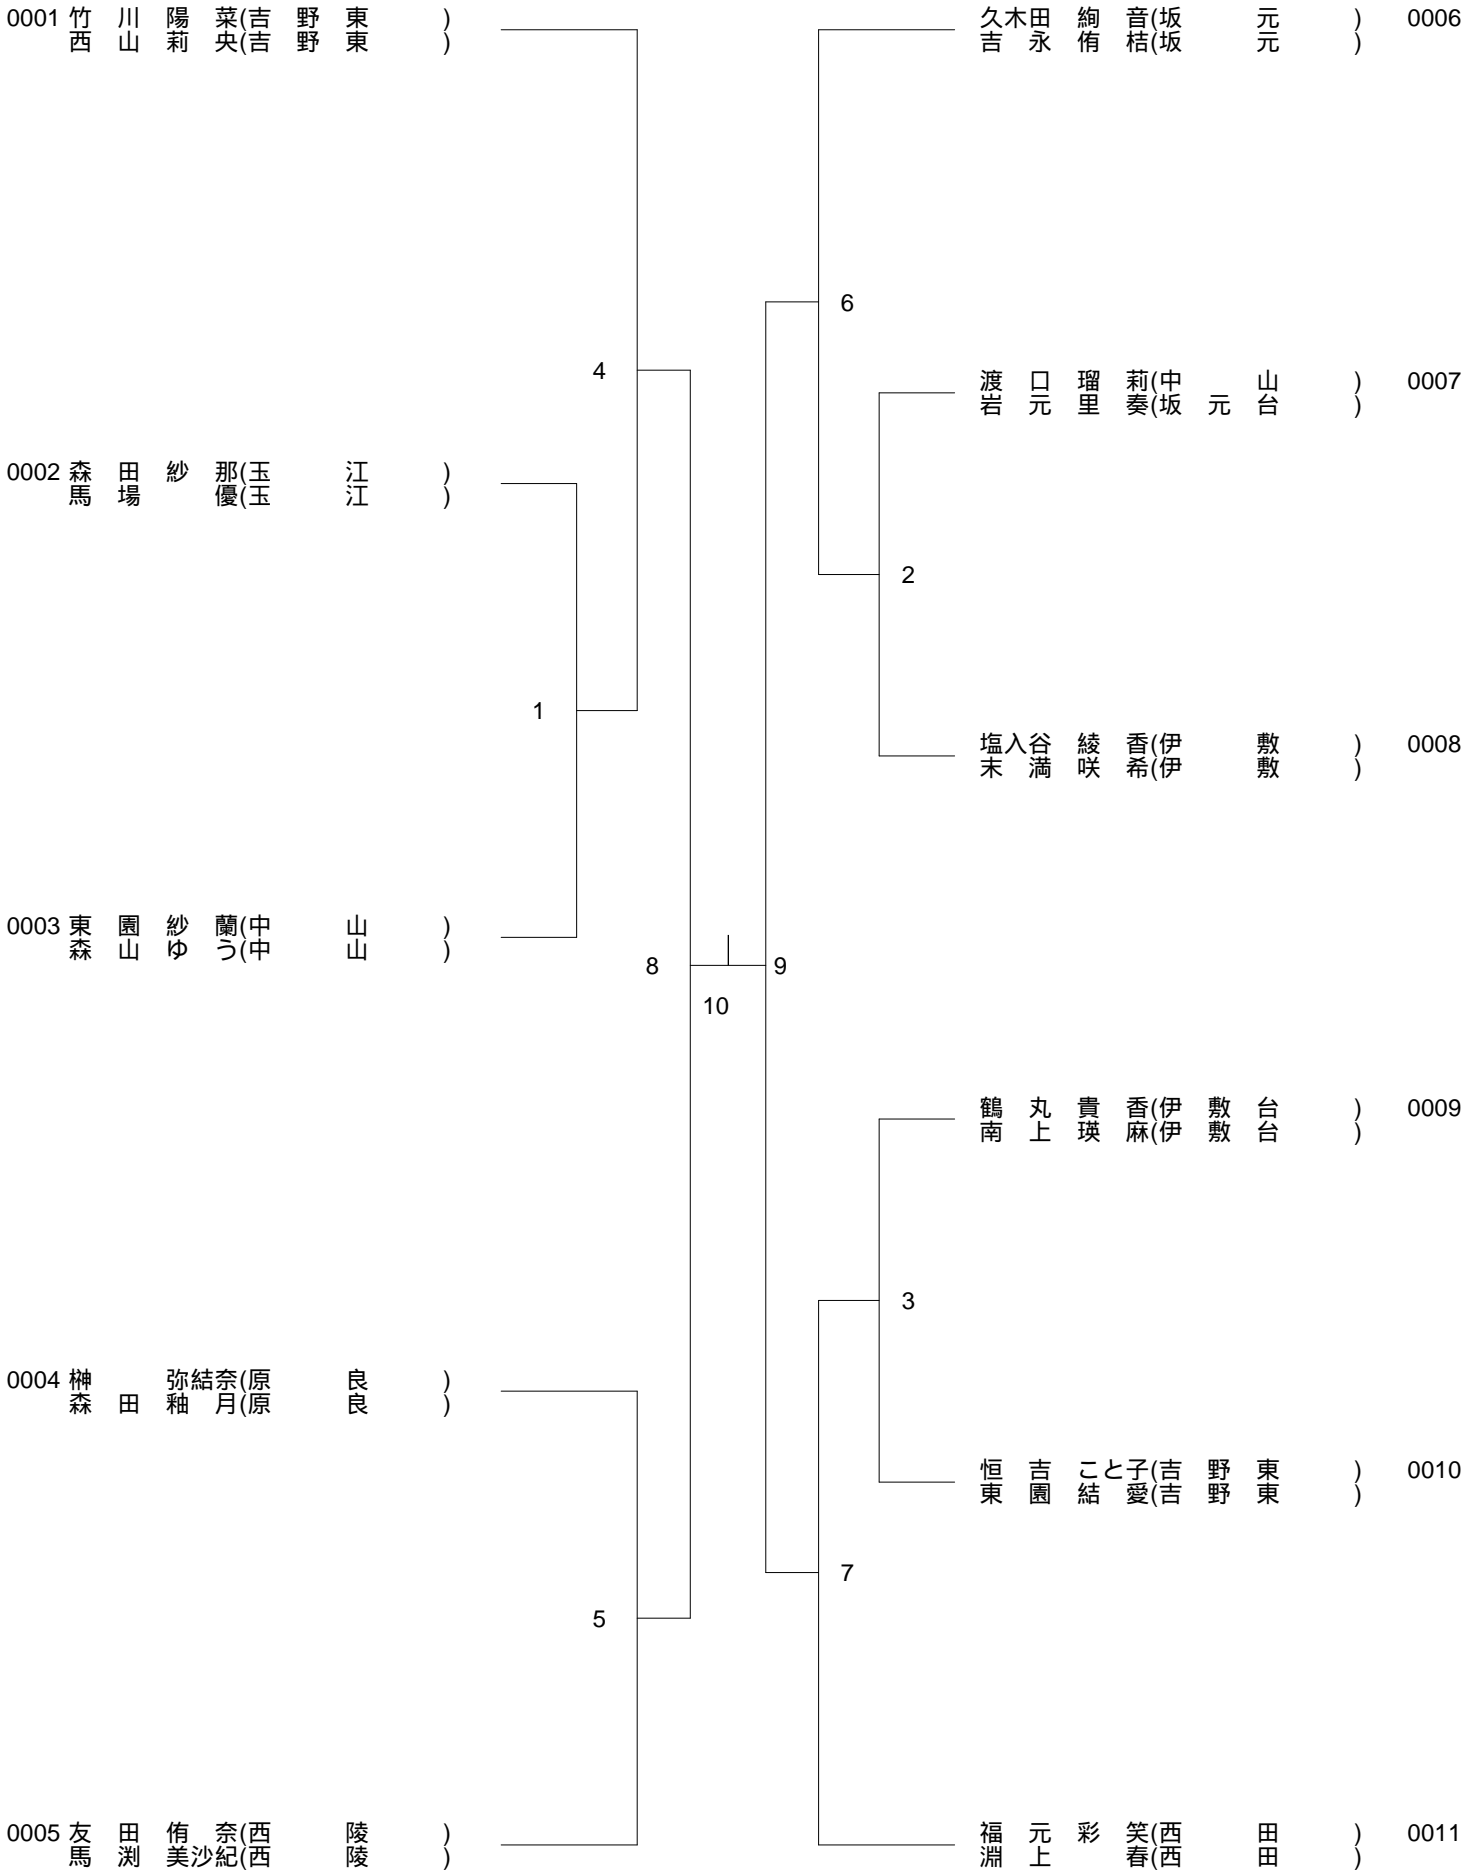 0001 竹 川 陽 菜(吉 野 東 )
西 山 莉 央(吉 野 東 )
4
0002 森 田 紗 那(玉 江 )
馬 場 優(玉 江 )
1
0003 東 園 紗 蘭(中 山 )
森 山 ゆ う(中 山 )
8
10
0004 榊 弥結奈(原 良 )
森 田 釉 月(原 良 )
5
0005 友 田 侑 奈(西 陵 )
馬 渕 美沙紀(西 陵 )
久木田 絢 音(坂 元 ) 0006
吉 永 侑 桔(坂 元 )
6
渡 口 瑠 莉(中 山 ) 0007
岩 元 里 奏(坂 元 台 )
2
塩入谷 綾 香(伊 敷 ) 0008
末 満 咲 希(伊 敷 )
9
鶴 丸 貴 香(伊 敷 台 ) 0009
南 上 瑛 麻(伊 敷 台 )
3
恒 吉 こと子(吉 野 東 ) 0010
東 園 結 愛(吉 野 東 )
7
福 元 彩 笑(西 田 ) 0011
淵 上 春(西 田 )